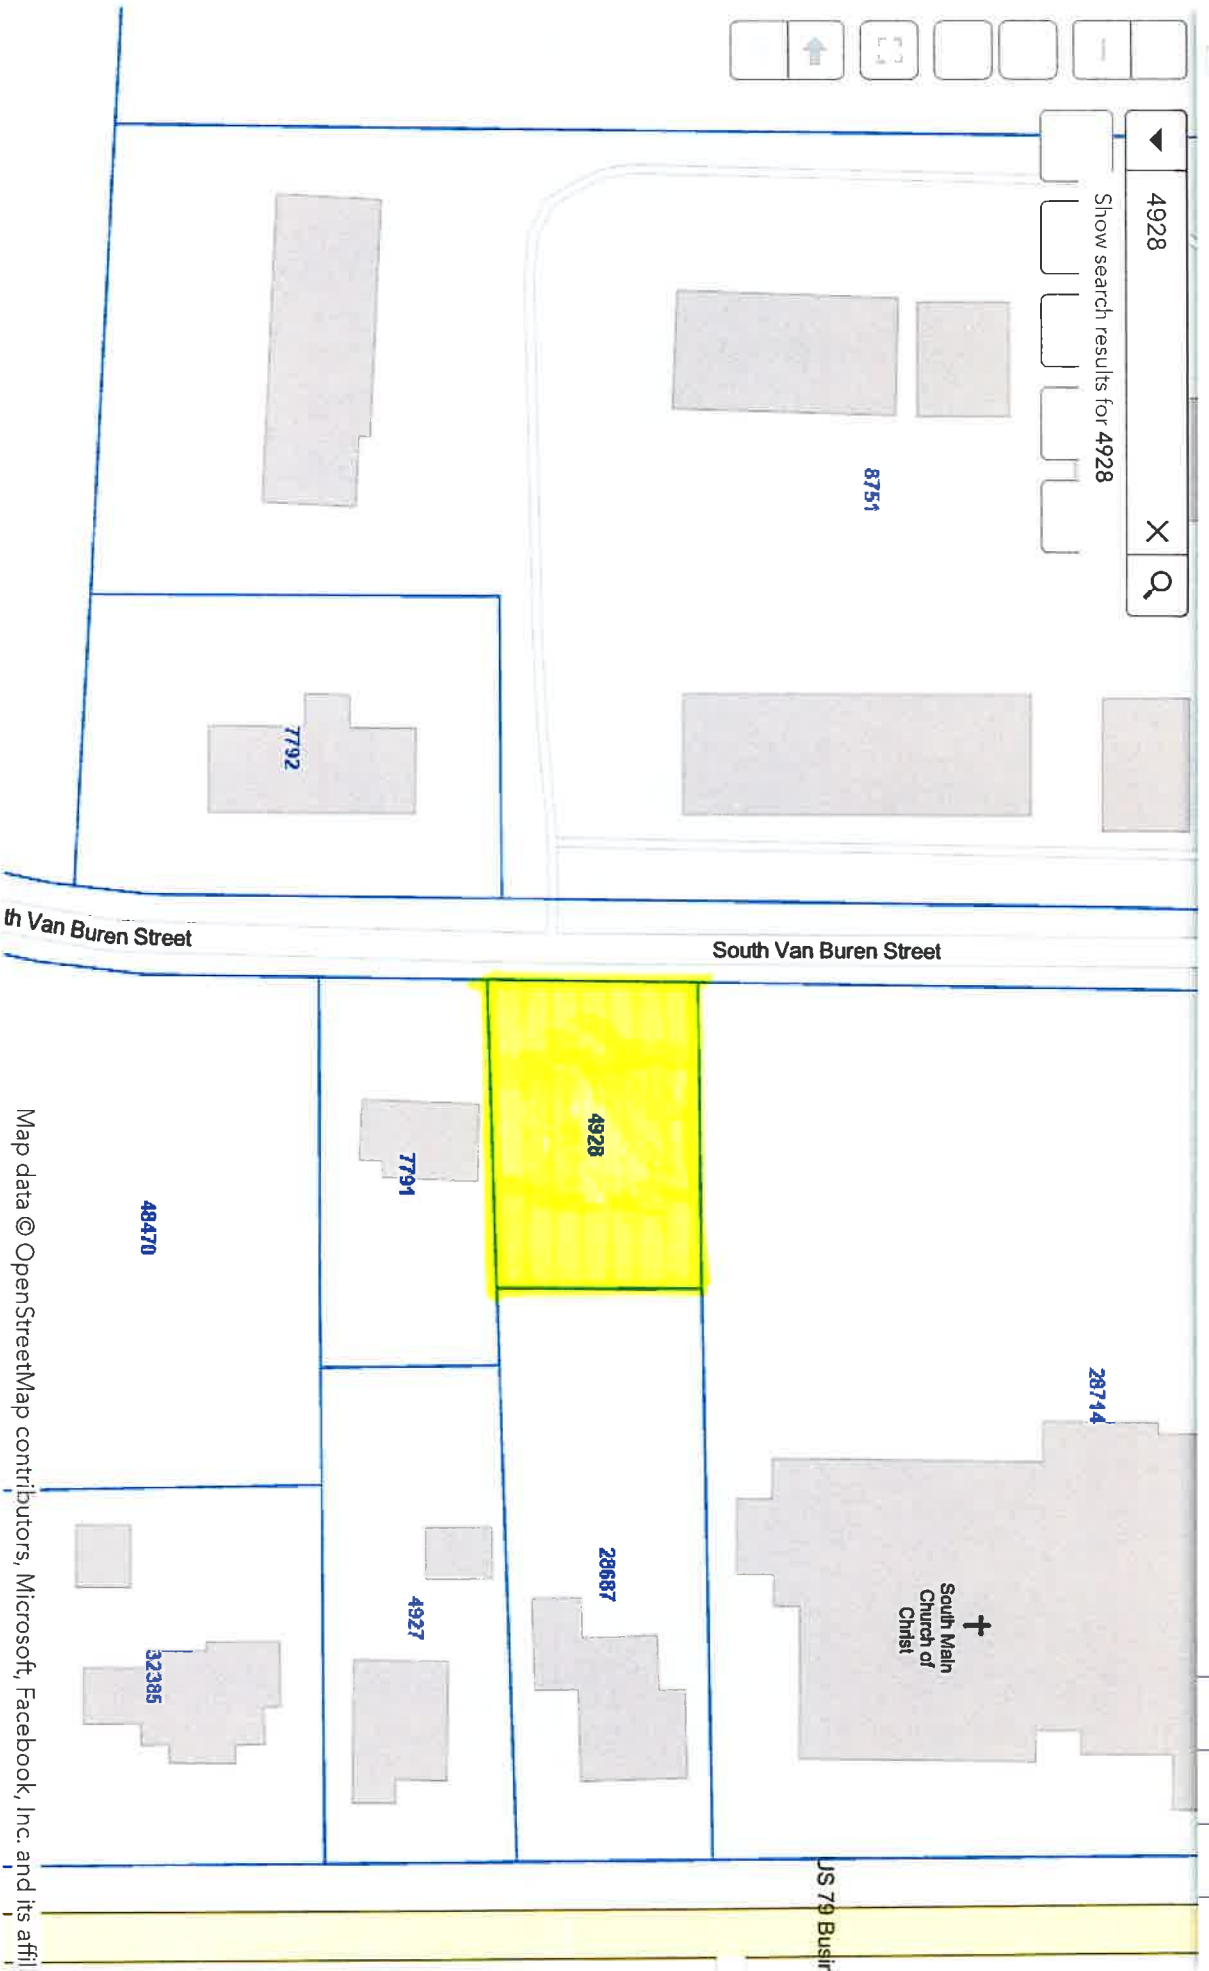 4928
Show search results for 4928
8751
7792
th Van Buren Street
South Van Buren Street
4928
7791
48470
28714
South Main
Church of
Christ
28687
4927
32385
US 79 Busir
Map data © OpenStreetMap contributors, Microsoft, Facebook, Inc. and its affil